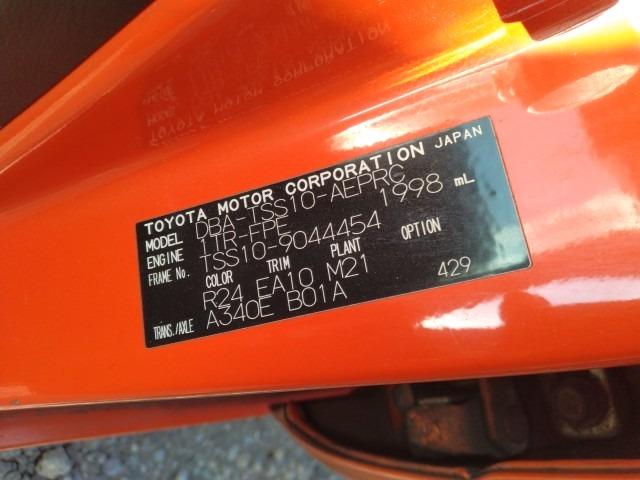 TOYOTA MOTOR CORPORATION JAPAN
MODEL DBA-TSS10-AEPRC
ENGINE 1TR-FPE 1998 mL
FRAME No. TSS10-9044454
COLOR TRIM PLANT OPTION
R24 EA10 M21 429
TRANS./AXLE A340E B01A